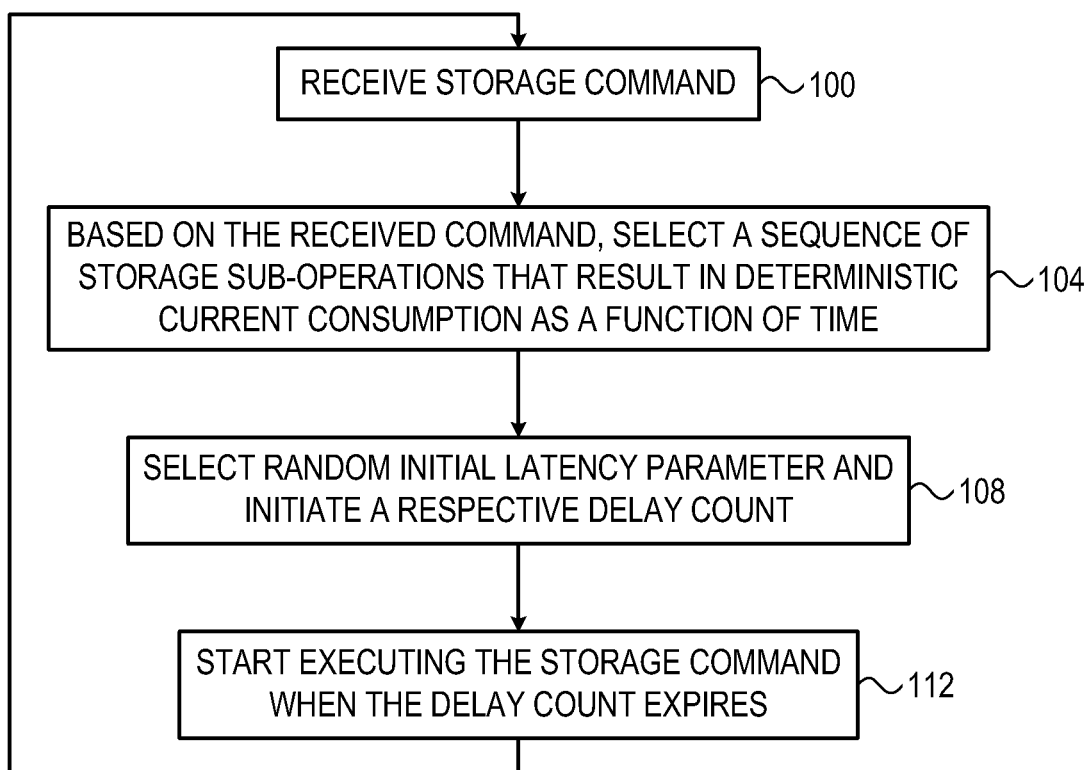 RECEIVE STORAGE COMMAND
100
BASED ON THE RECEIVED COMMAND, SELECT A SEQUENCE OF
STORAGE SUB-OPERATIONS THAT RESULT IN DETERMINISTIC
CURRENT CONSUMPTION AS A FUNCTION OF TIME
104
SELECT RANDOM INITIAL LATENCY PARAMETER AND
INITIATE A RESPECTIVE DELAY COUNT
108
START EXECUTING THE STORAGE COMMAND
WHEN THE DELAY COUNT EXPIRES
112